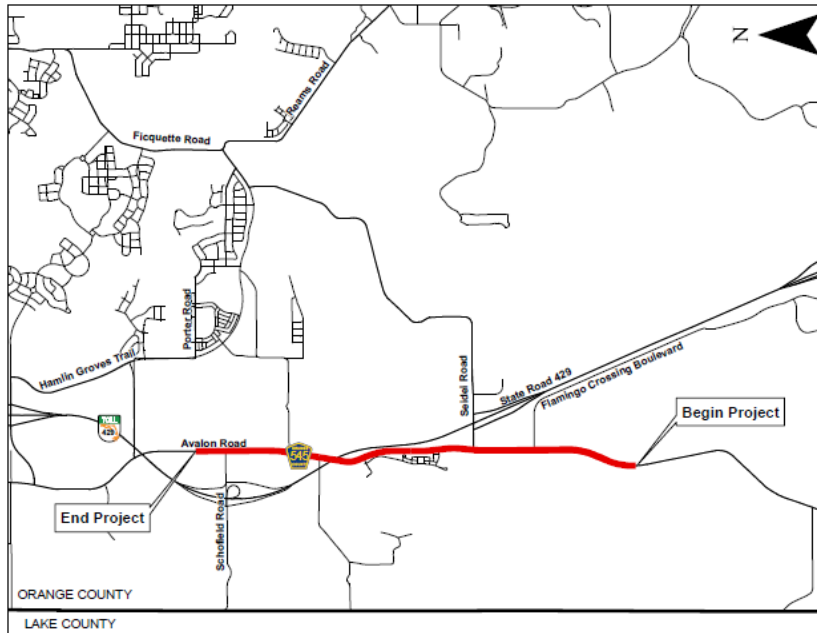 N
Reams Road
Ficquette Road
Porter Road
Hamlin Groves Trail
Seidel Road
State Road 429
Flamingo Crossing Boulevard
Begin Project
TOLL
429
Avalon Road
545
End Project
Schofield Road
ORANGE COUNTY
LAKE COUNTY